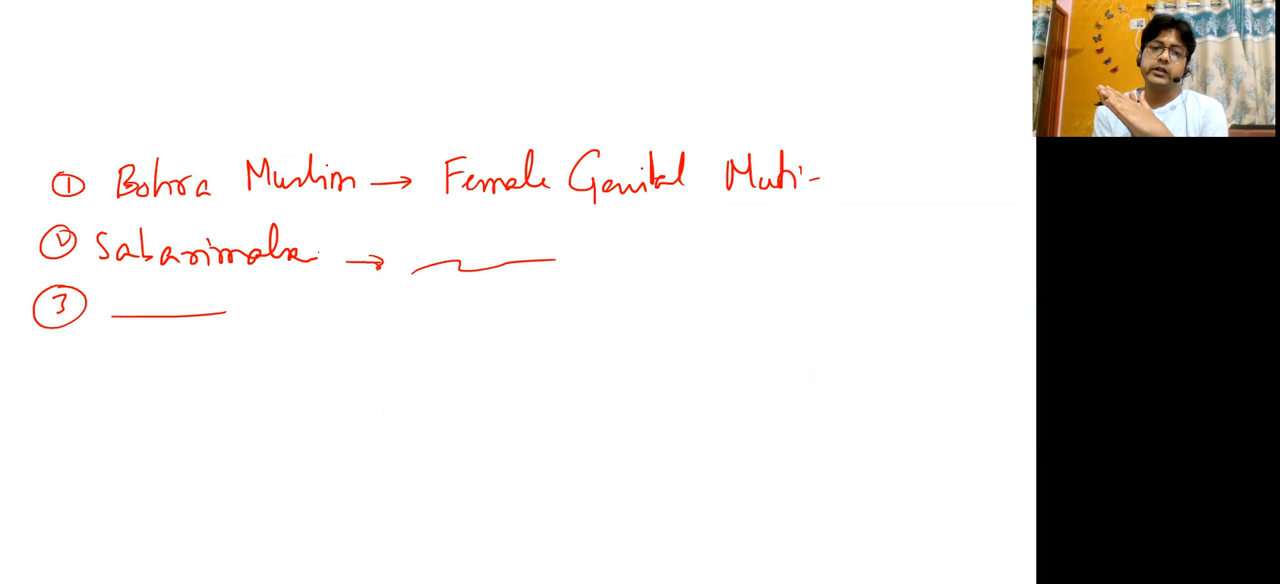 ① Bohra Muslim → Female Genital Muti-
② Sabarimala →
③